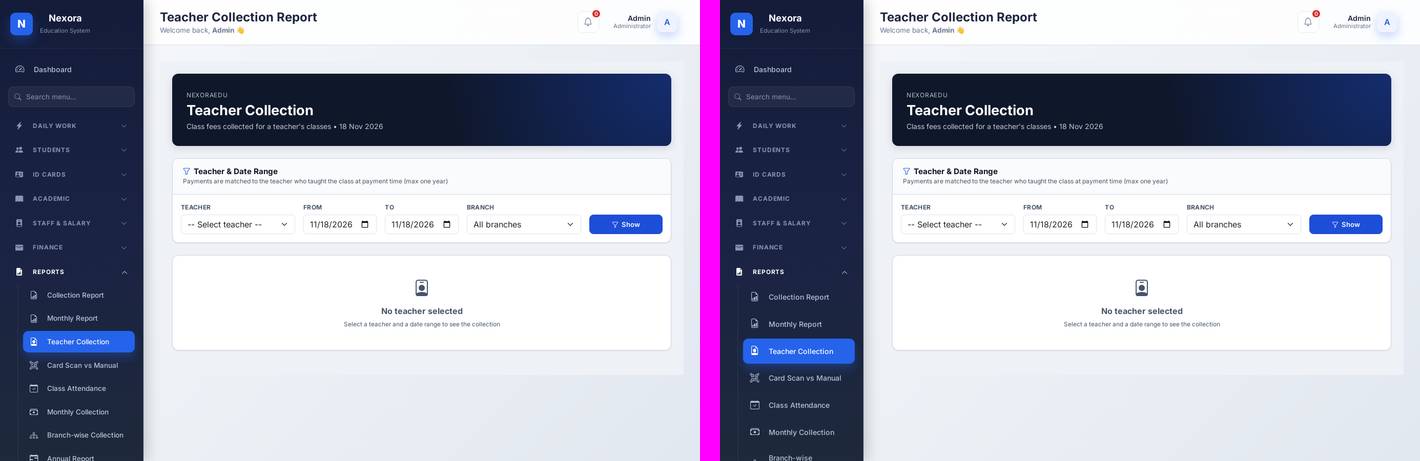 N
Nexora
Education System
Dashboard
Search menu...
DAILY WORK
STUDENTS
ID CARDS
ACADEMIC
STAFF & SALARY
FINANCE
REPORTS
Collection Report
Monthly Report
Teacher Collection
Card Scan vs Manual
Class Attendance
Monthly Collection
Branch-wise Collection
Annual Report
Teacher Collection Report
Welcome back, Admin 👋
0
Admin
Administrator
A
NEXORAEDU
Teacher Collection
Class fees collected for a teacher's classes • 18 Nov 2026
Teacher & Date Range
Payments are matched to the teacher who taught the class at payment time (max one year)
TEACHER FROM TO BRANCH
-- Select teacher -- 11/18/2026 11/18/2026 All branches Show
No teacher selected
Select a teacher and a date range to see the collection
N
Nexora
Education System
Dashboard
Search menu...
DAILY WORK
STUDENTS
ID CARDS
ACADEMIC
STAFF & SALARY
FINANCE
REPORTS
Collection Report
Monthly Report
Teacher Collection
Card Scan vs Manual
Class Attendance
Monthly Collection
Branch-wise
Teacher Collection Report
Welcome back, Admin 👋
0
Admin
Administrator
A
NEXORAEDU
Teacher Collection
Class fees collected for a teacher's classes • 18 Nov 2026
Teacher & Date Range
Payments are matched to the teacher who taught the class at payment time (max one year)
TEACHER FROM TO BRANCH
-- Select teacher -- 11/18/2026 11/18/2026 All branches Show
No teacher selected
Select a teacher and a date range to see the collection